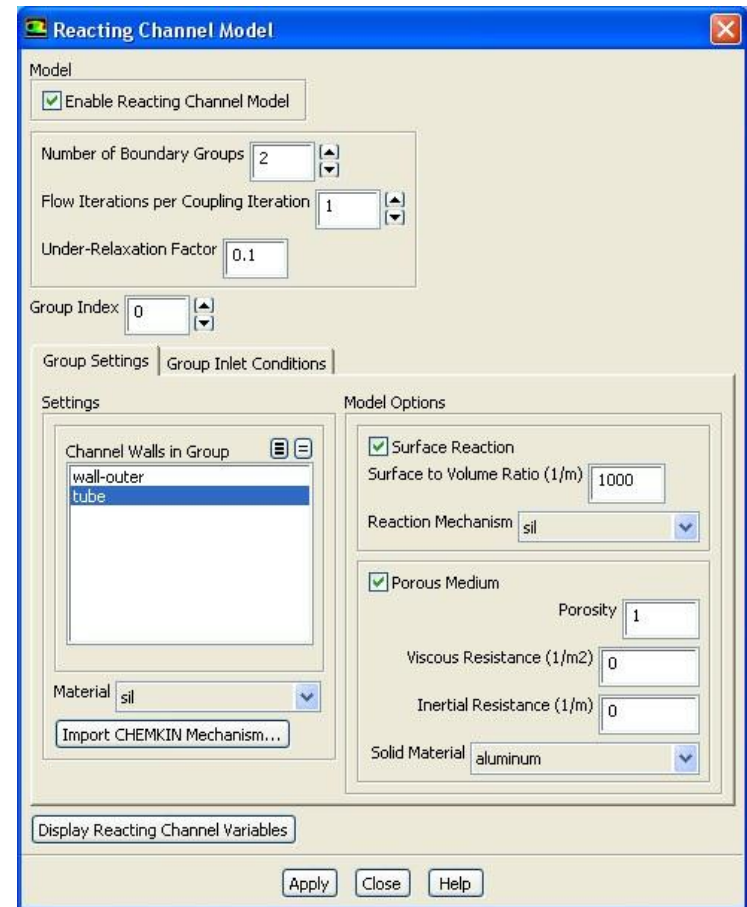 Reacting Channel Model
Model
Enable Reacting Channel Model
Number of Boundary Groups 2
Flow Iterations per Coupling Iteration 1
Under-Relaxation Factor 0.1
Group Index 0
Group Settings Group Inlet Conditions
Settings
Channel Walls in Group
wall-outer
tube
Material sil
Import CHEMKIN Mechanism...
Model Options
Surface Reaction
Surface to Volume Ratio (1/m) 1000
Reaction Mechanism sil
Porous Medium
Porosity 1
Viscous Resistance (1/m2) 0
Inertial Resistance (1/m) 0
Solid Material aluminum
Display Reacting Channel Variables
Apply Close Help